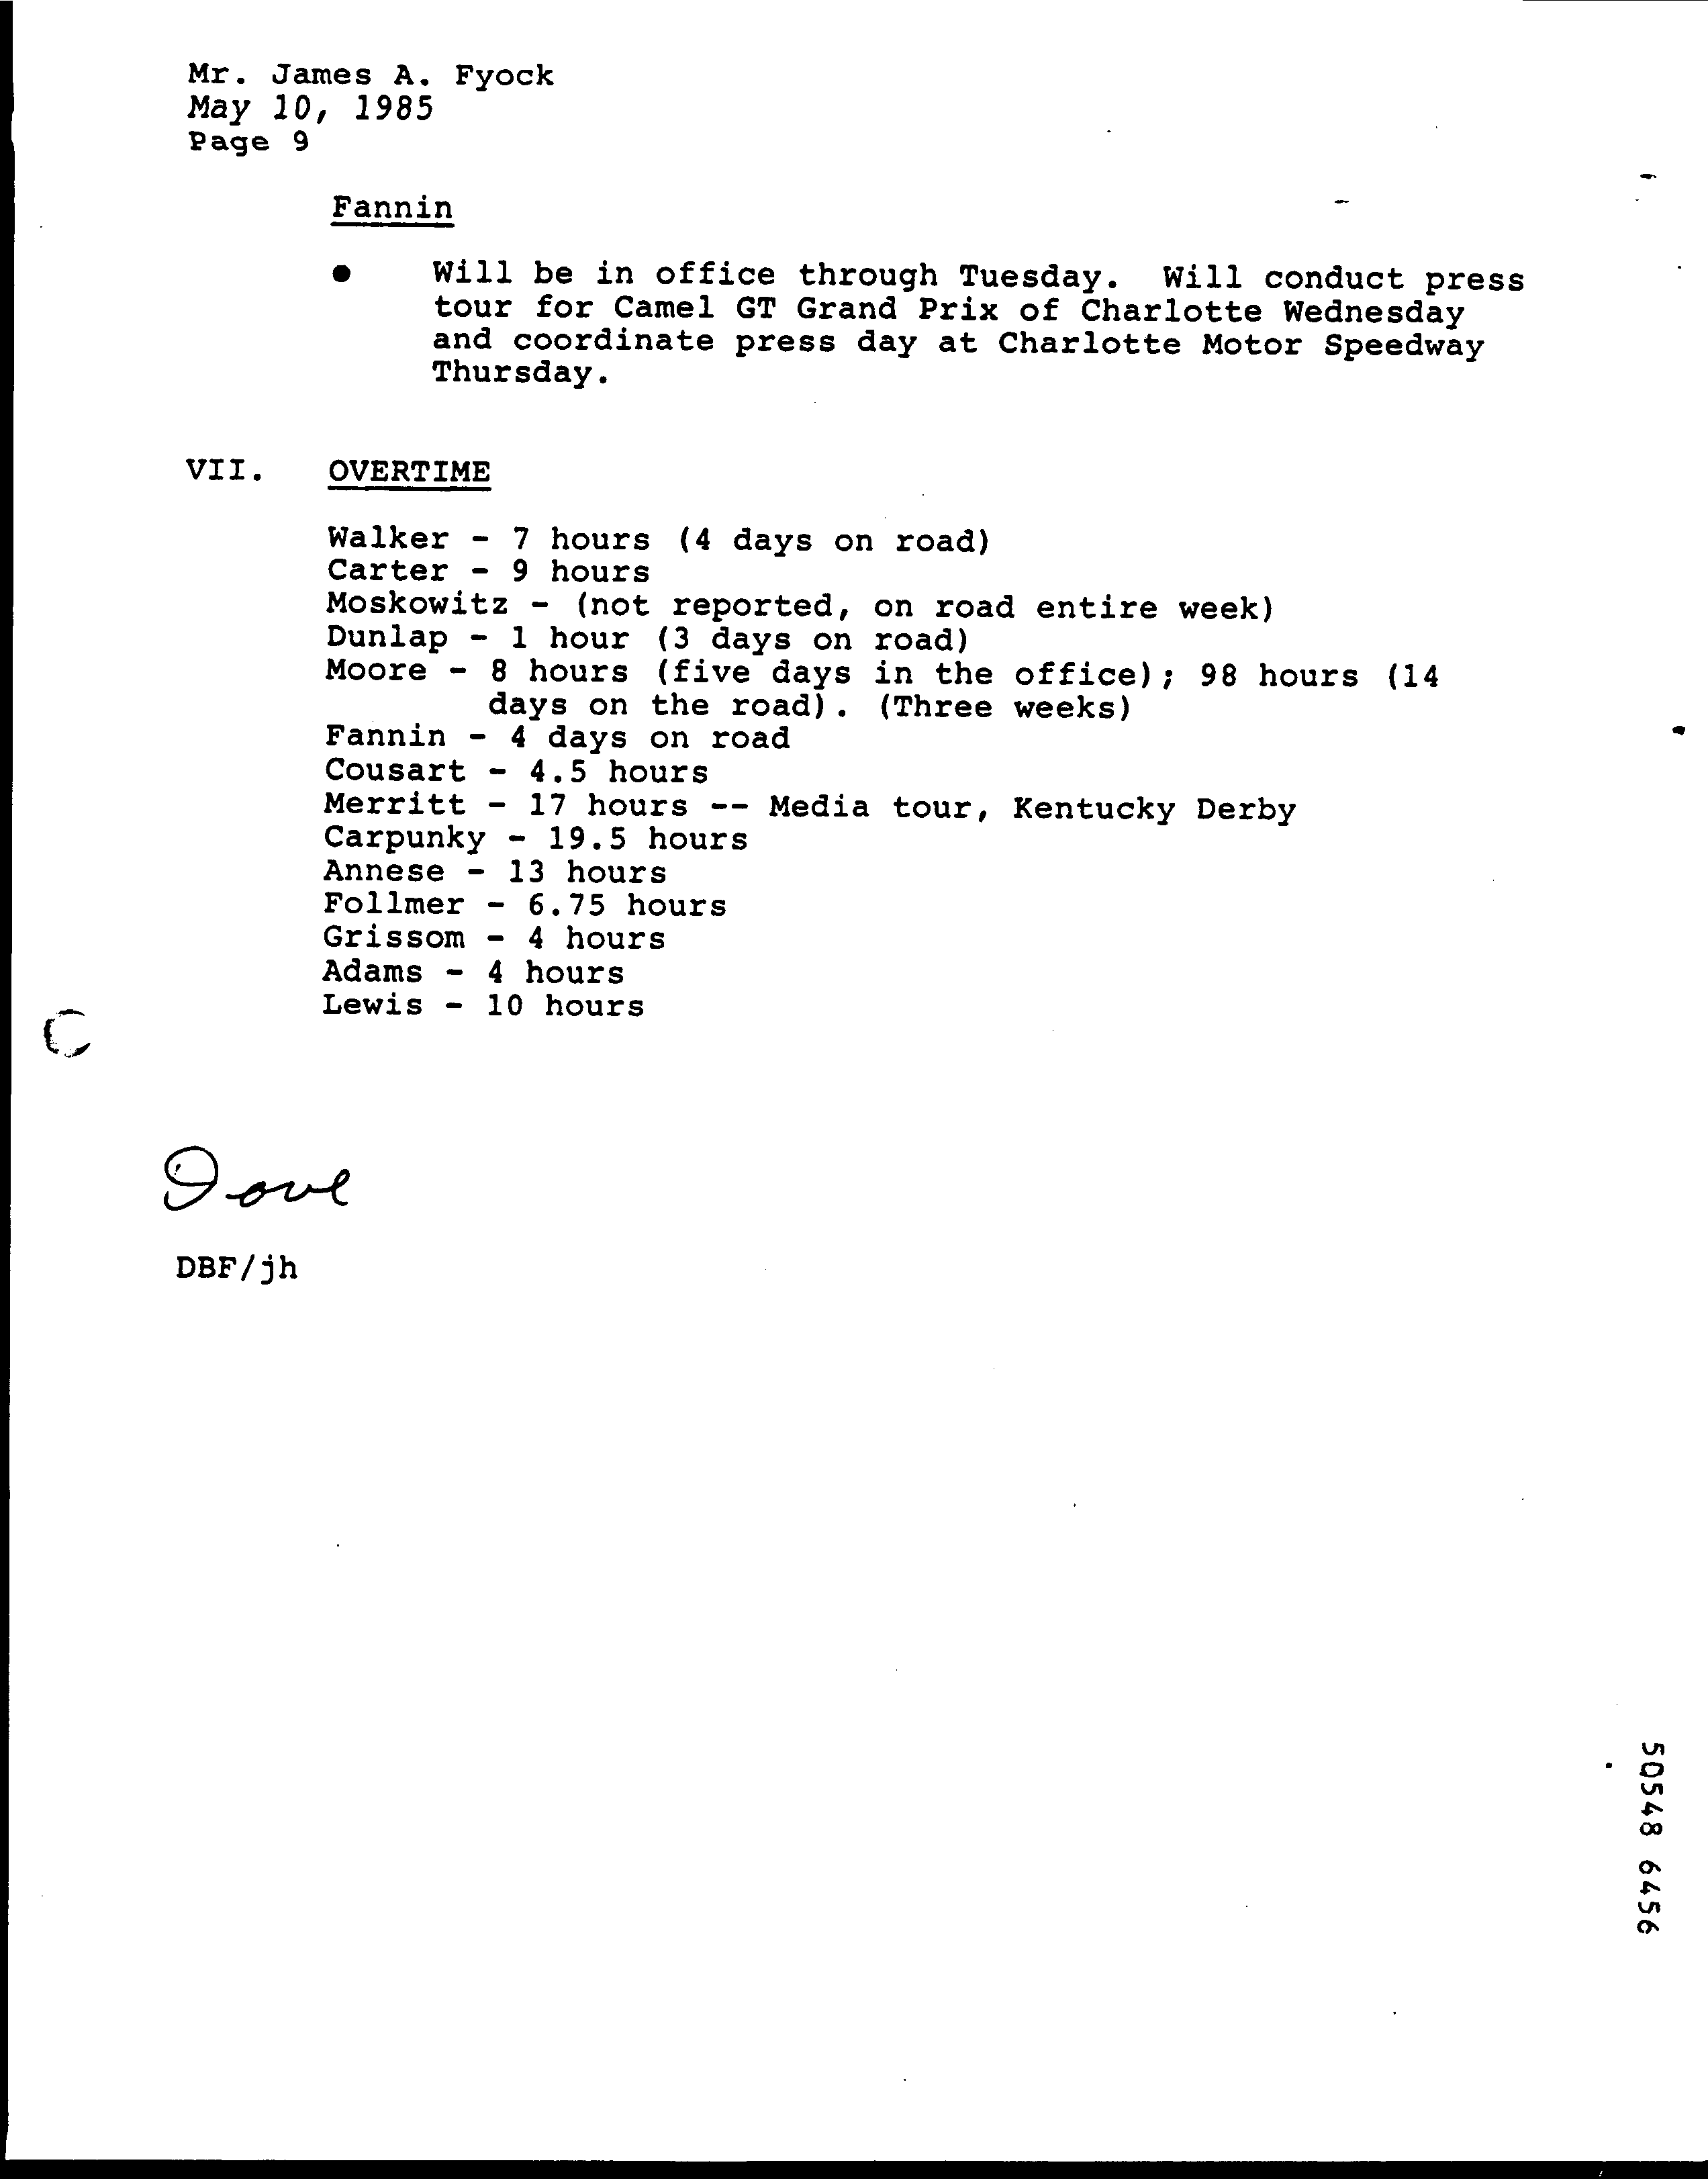 Mr. James A. Fyock
May 10, 1985
Page 9
Fannin
● Will be in office through Tuesday. Will conduct press
tour for Camel GT Grand Prix of Charlotte Wednesday
and coordinate press day at Charlotte Motor Speedway
Thursday.
VII. OVERTIME
Walker - 7 hours (4 days on road)
Carter - 9 hours
Moskowitz - (not reported, on road entire week)
Dunlap - 1 hour (3 days on road)
Moore - 8 hours (five days in the office); 98 hours (14
days on the road). (Three weeks)
Fannin - 4 days on road
Cousart - 4.5 hours
Merritt - 17 hours -- Media tour, Kentucky Derby
Carpunky - 19.5 hours
Annese - 13 hours
Follmer - 6.75 hours
Grissom - 4 hours
Adams - 4 hours
Lewis - 10 hours
Dave
DBF/jh
50548 6456